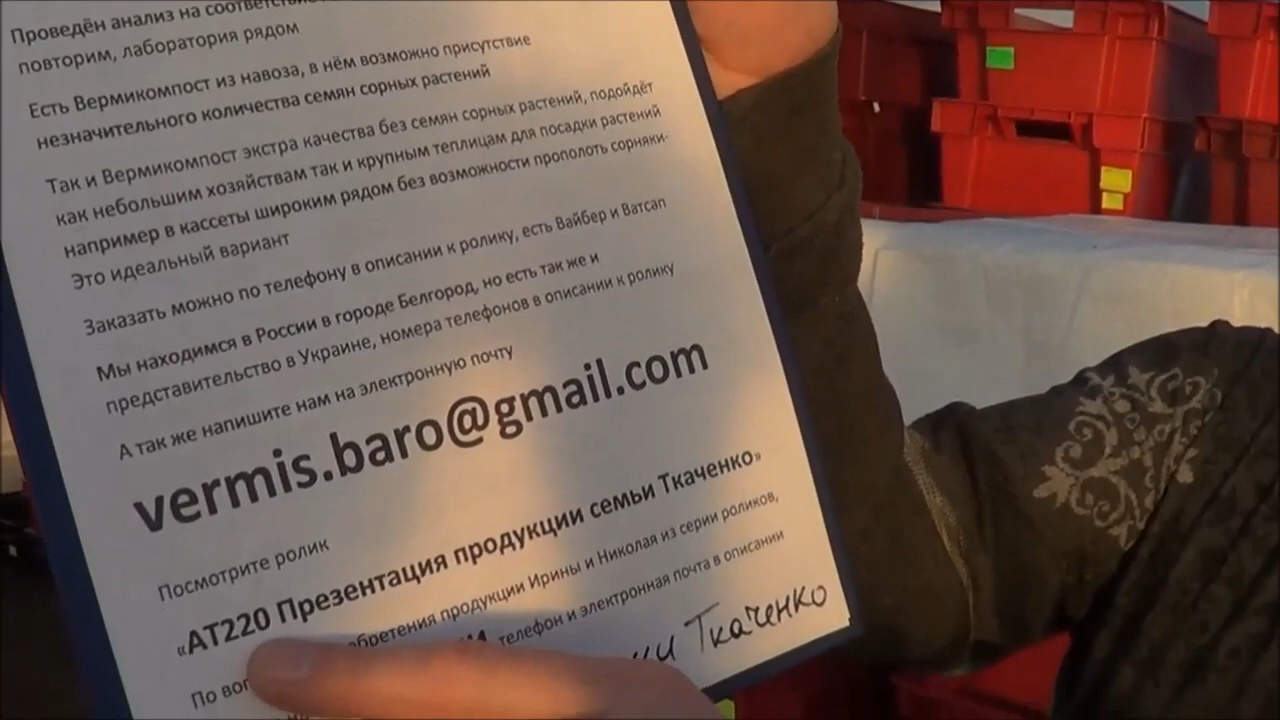 Проведён анализ на
повторим, лаборатория рядом
Есть Вермикомпост из навоза, в нём возможно присутствие
незначительного количества семян сорных растений
Так и Вермикомпост экстра качества без семян сорных растений, подойдёт
как небольшим хозяйствам так и крупным теплицам для посадки растений
например в кассеты широким рядом без возможности прополоть сорняки-
Это идеальный вариант
Заказать можно по телефону в описании к ролику, есть Вайбер и Ватсап
Мы находимся в России в городе Белгород, но есть так же и
представительство в Украине, номера телефонов в описании к ролику
А так же напишите нам на электронную почту
vermis.baro@gmail.com
Посмотрите ролик
«АТ220 Презентация продукции семьи Ткаченко»
По продукции Ирины и Николая из серии роликов,
телефон и электронная почта в описании
Ткаченко